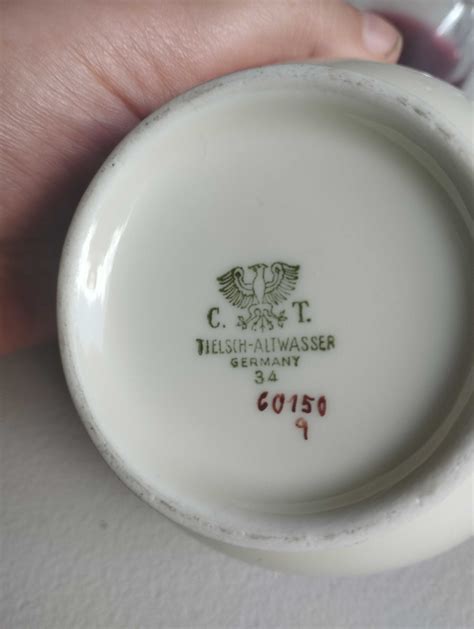 C. T.
TIELSCH-ALTWASSER
GERMANY
34
60150
9